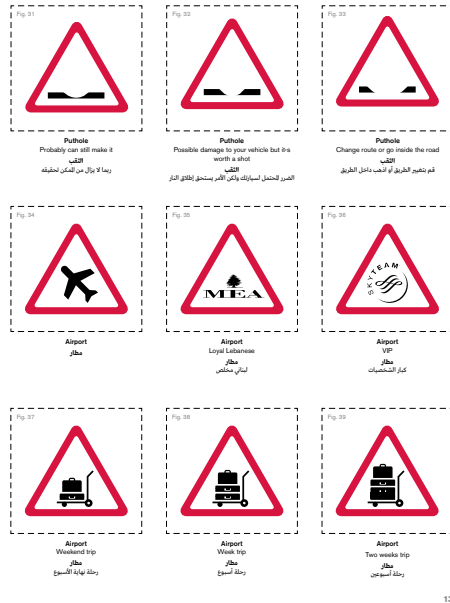 Fig. 31
Fig. 32
Fig. 33
Puthole
Probably can still make it
الثقب
ربما لا يزال من الممكن تحقيقه
Puthole
Possible damage to your vehicle but it-s
worth a shot
الثقب
الضرر المحتمل لسيارتك ولكن الأمر يستحق إطلاق النار
Puthole
Change route or go inside the road
الثقب
قم بتغيير الطريق أو اذهب داخل الطريق
Fig. 34
Fig. 35
MEA
Fig. 36
SKYTEAM
Airport
مطار
Airport
Loyal Lebanese
مطار
لبناني مخلص
Airport
VIP
مطار
كبار الشخصيات
Fig. 37
Fig. 38
Fig. 39
Airport
Weekend trip
مطار
رحلة نهاية الأسبوع
Airport
Week trip
مطار
رحلة أسبوع
Airport
Two weeks trip
مطار
رحلة أسبوعين